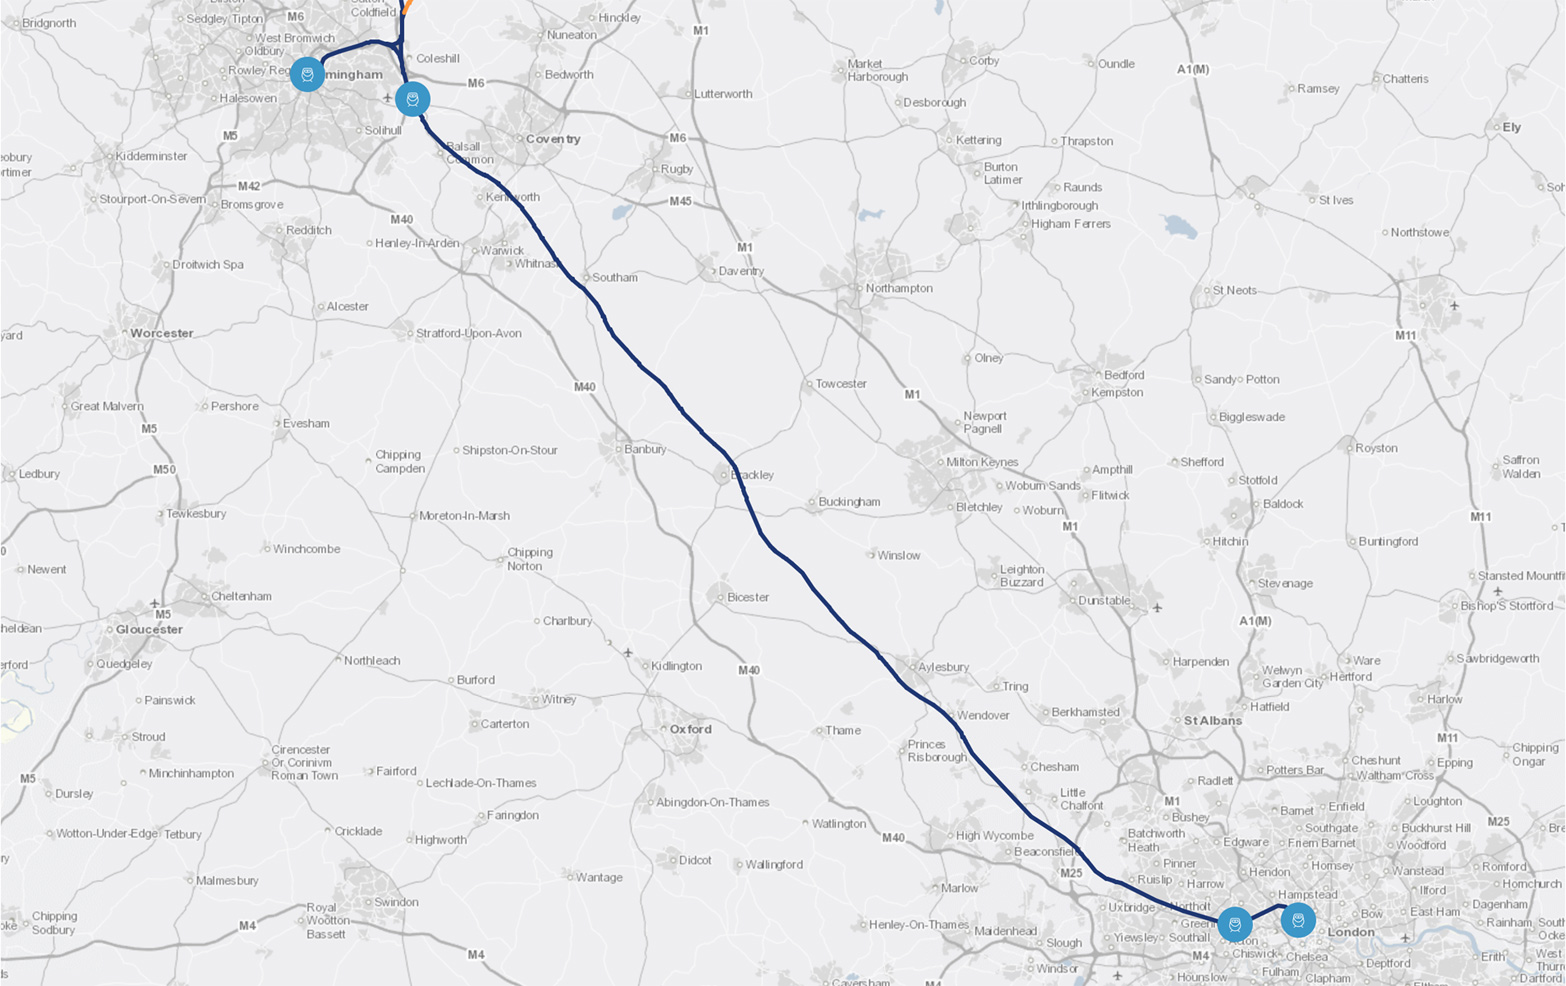 Bridgnorth
Sedgley Tipton
M6
Coldfield
Hinckley
M1
West Bromwich
Oldbury
Nuneaton
Coleshill
Market
Harborough
Corby
Oundle
A1(M)
Chatteris
Rowley
mingham
Bedworth
M6
Halesowen
Lutterworth
Desborough
Ramsey
M5
Solihull
Coventry
M6
Kettering
Thrapston
Ely
Kidderminster
Balsall
Common
Rugby
Burton
Latimer
M42
Raunds
Stourport-On-Severn
Bromsgrove
Kenilworth
M45
Irthlingborough
St Ives
M40
Higham Ferrers
Redditch
Henley-In-Arden
Warwick
M1
Northstowe
Droitwich Spa
Whitnash
Southam
Daventry
Northampton
St Neots
Alcester
Worcester
Stratford-Upon-Avon
M11
Olney
M40
Towcester
Bedford
Kempston
Sandy
Potton
M1
Great Malvern
Pershore
Evesham
Newport
Pagnell
Biggleswade
M5
Chipping
Campden
Shipston-On-Stour
Banbury
Royston
Ledbury
M50
Brackley
Milton Keynes
Ampthill
Shefford
Saffron
Walden
Woburn Sands
Flitwick
Stotfold
Tewkesbury
Moreton-In-Marsh
Buckingham
Bletchley
Woburn
Baldock
M1
M11
Winchcombe
Chipping
Norton
Winslow
Hitchin
Buntingford
Newent
Leighton
Buzzard
Stevenage
Stansted
Cheltenham
Bicester
Dunstable
Bishop'S Stortford
M5
Gloucester
Charlbury
A1(M)
Quedgeley
Northleach
Kidlington
M40
Aylesbury
Harpenden
Ware
Sawbridgeworth
Welwyn
Garden City
Hertford
Painswick
Burford
Witney
Tring
Harlow
Carterton
Oxford
Wendover
Berkhamsted
Hatfield
St Albans
Stroud
Thame
M11
Cirencester
Or Corinivm
Roman Town
Princes
Risborough
Chipping
Ongar
M5
Minchinhampton
Fairford
Lechlade-On-Thames
Chesham
Potters Bar
Cheshunt
Epping
Waltham Cross
Radlett
Dursley
Little
Chalfont
Abingdon-On-Thames
M1
Barnet
Enfield
Loughton
Faringdon
Watlington
Bushey
M25
Wotton-Under-Edge
Tetbury
Cricklade
Highworth
M40
High Wycombe
Batchworth
Heath
Southgate
Buckhurst Hill
Edgware
Friern Barnet
Woodford
Beaconsfield
Didcot
Wallingford
Pinner
Hornsey
Romford
M25
Hendon
Wanstead
Malmesbury
Wantage
Marlow
Ruislip
Harrow
Ilford
Hornchurch
Hampstead
Dagenham
Swindon
Royal
Wootton
Bassett
Uxbridge
Northolt
Bow
East Ham
Chipping
Sodbury
M4
Henley-On-Thames
Maidenhead
London
Rainham
Yiewsley
Southall
M4
Slough
M4
Chiswick
Chelsea
Erith
Deptford
Windsor
Hounslow
Fulham
Clapham
Dartford
M4
Caversham